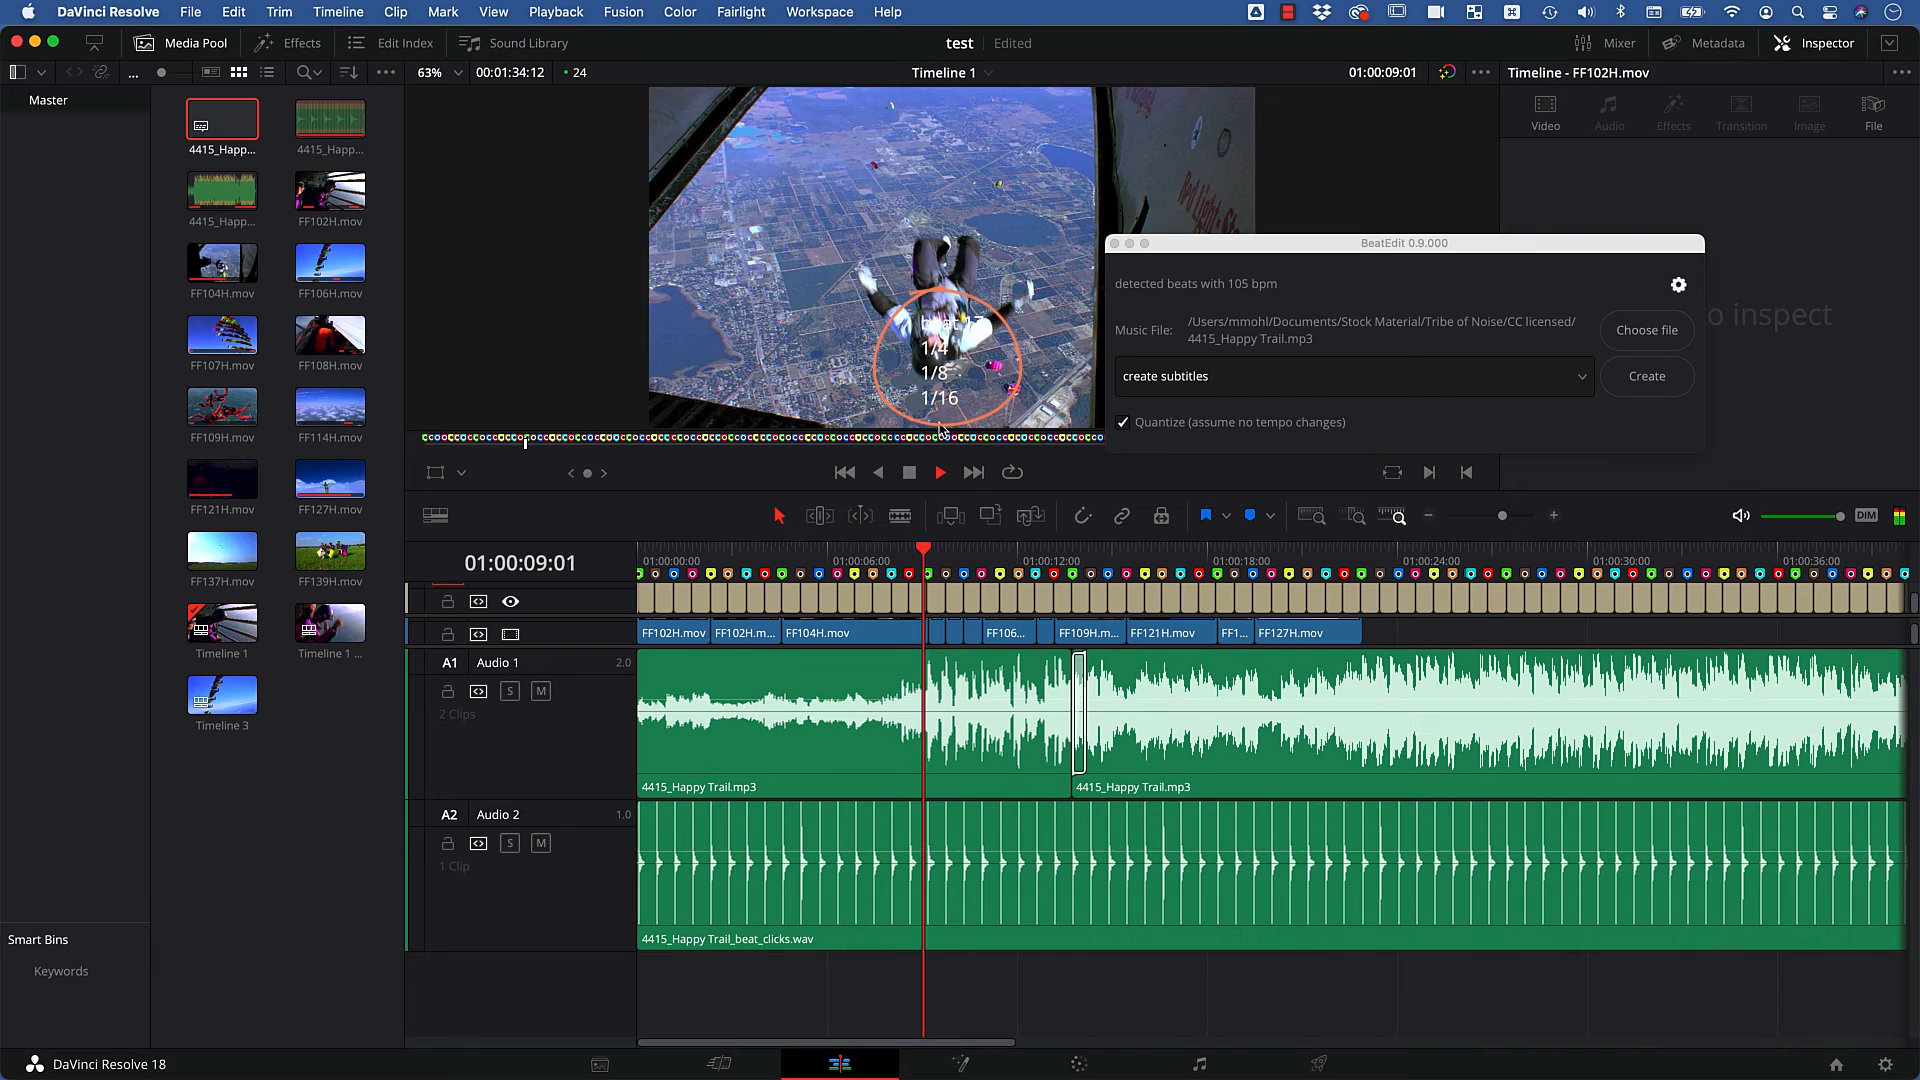 DaVinci Resolve File Edit Trim Timeline Clip Mark View Playback Fusion Color Fairlight Workspace Help
Media Pool Effects Edit Index Sound Library test Edited Mixer Metadata Inspector
63% 00:01:34:12 24 Timeline 1 01:00:09:01 Timeline - FF102H.mov
Master
Video Audio Effects Transition Image File
4415_Happ... 4415_Happ...
4415_Happ... FF102H.mov
FF104H.mov FF106H.mov
FF107H.mov FF108H.mov
FF109H.mov FF114H.mov
FF121H.mov FF127H.mov
FF137H.mov FF139H.mov
Timeline 1 Timeline 1 ...
Timeline 3
beat 17
1/4
1/8
1/16
BeatEdit 0.9.000
detected beats with 105 bpm
o inspect
Music File: /Users/mmohl/Documents/Stock Material/Tribe of Noise/CC licensed/
4415_Happy Trail.mp3
Choose file
create subtitles
Create
Quantize (assume no tempo changes)
DIM
01:00:09:01
01:00:00:00 01:00:06:00 01:00:12:00 01:00:18:00 01:00:24:00 01:00:30:00 01:00:36:00
FF102H.mov FF102H.m... FF104H.mov FF106... FF109H.m... FF121H.mov FF1... FF127H.mov
A1 Audio 1 2.0
S M
2 Clips
4415_Happy Trail.mp3 4415_Happy Trail.mp3
A2 Audio 2 1.0
S M
1 Clip
4415_Happy Trail_beat_clicks.wav
Smart Bins
Keywords
DaVinci Resolve 18